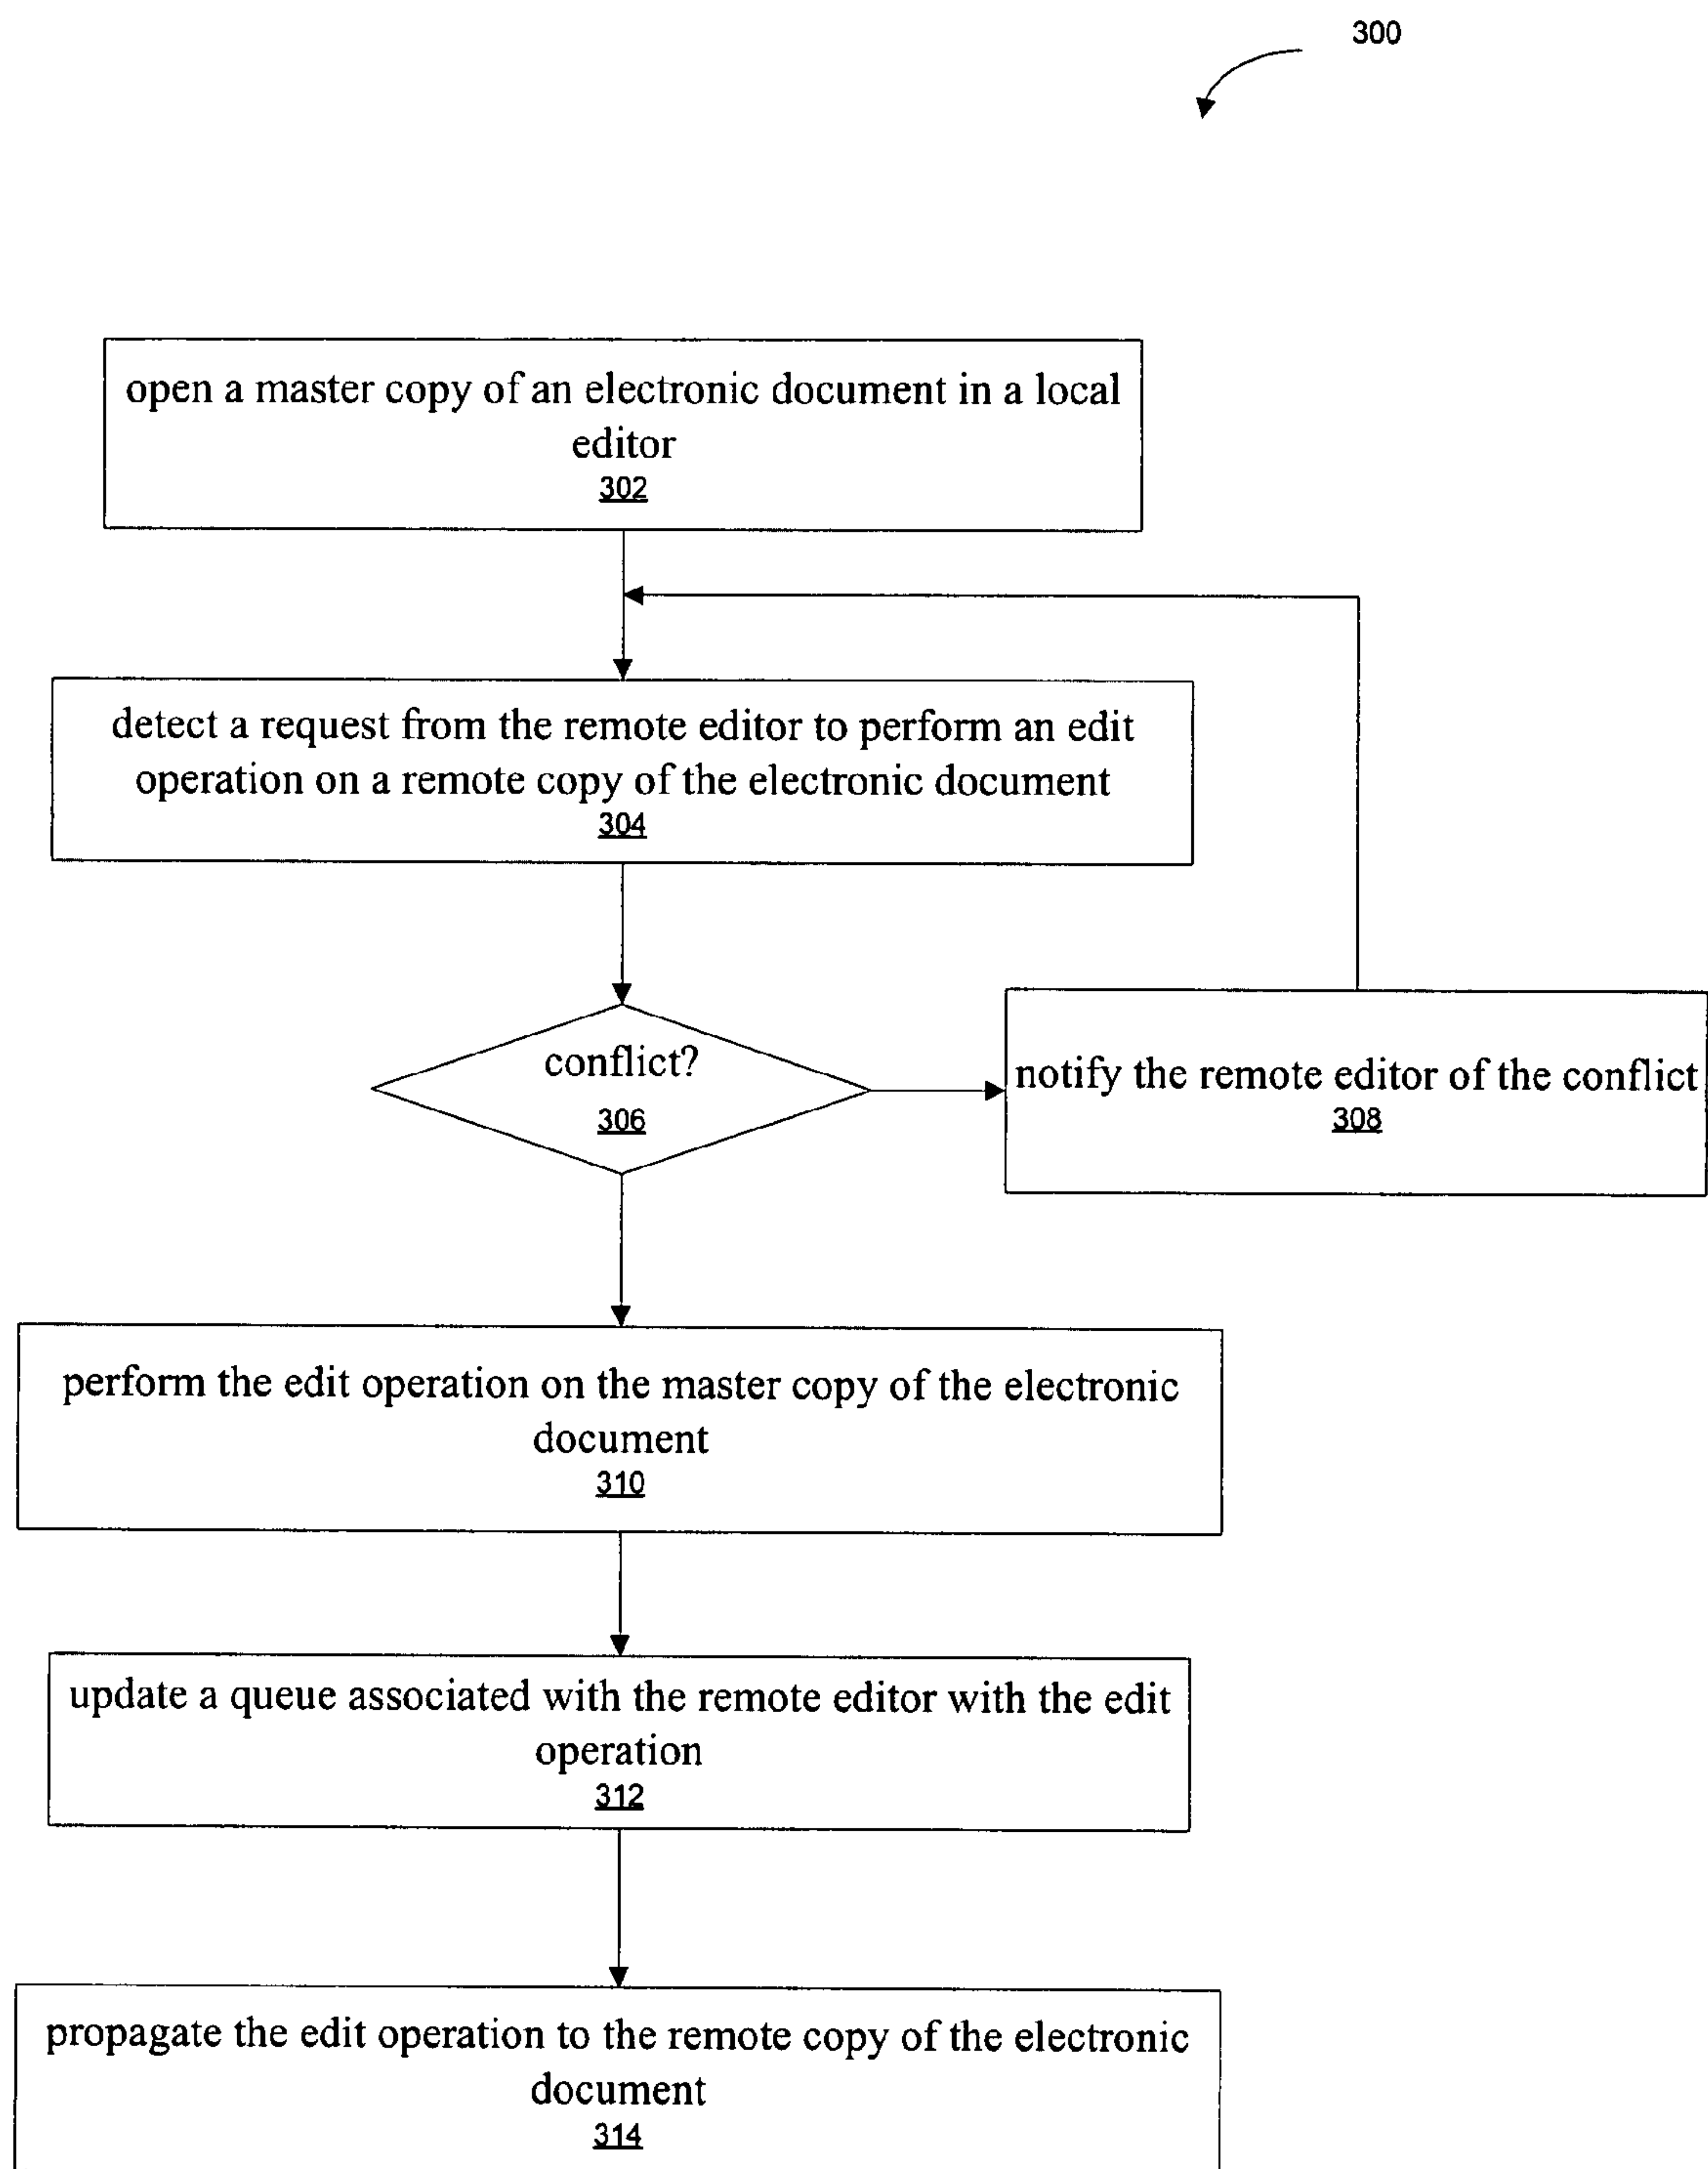 300
open a master copy of an electronic document in a local
editor
302
detect a request from the remote editor to perform an edit
operation on a remote copy of the electronic document
304
conflict?
306
notify the remote editor of the conflict
308
perform the edit operation on the master copy of the electronic
document
310
update a queue associated with the remote editor with the edit
operation
312
propagate the edit operation to the remote copy of the electronic
document
314